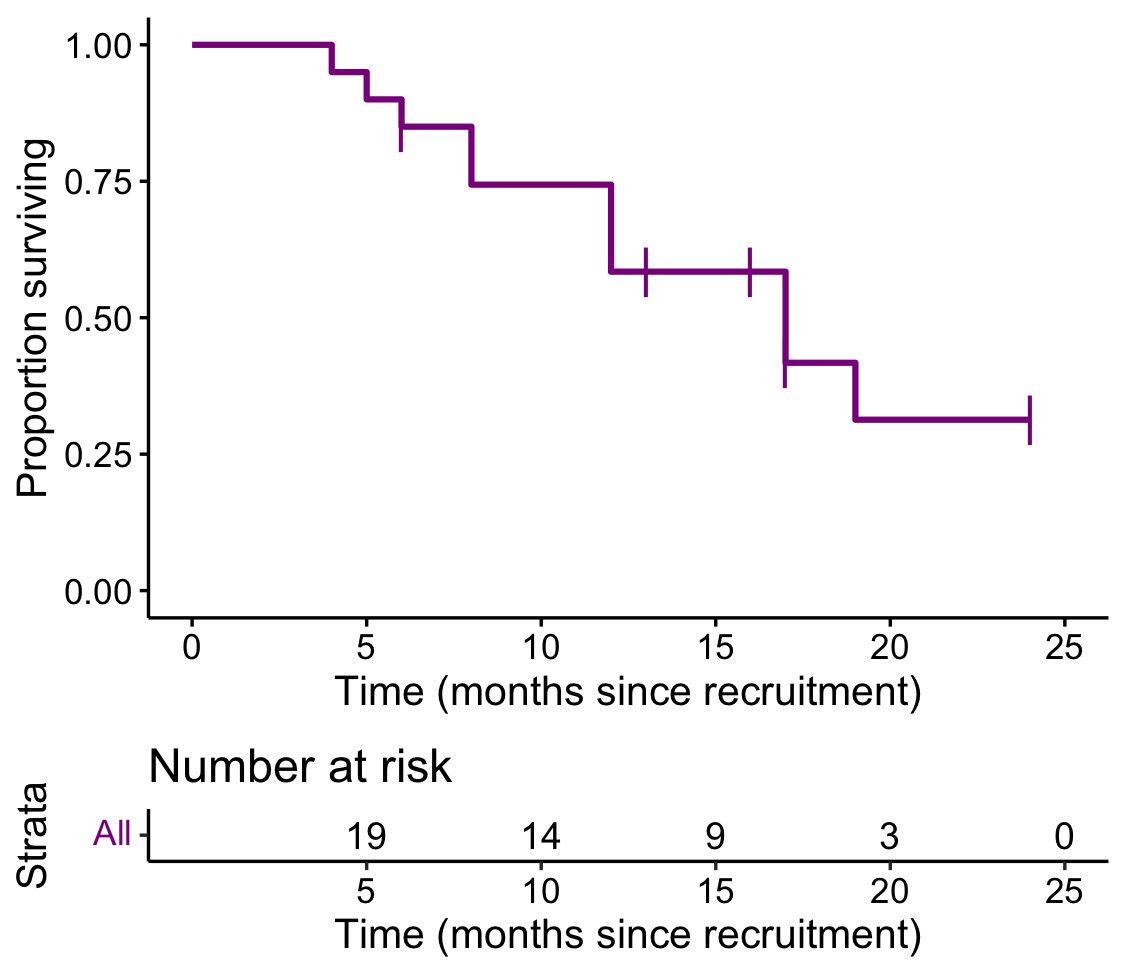 Proportion surviving
1.00
0.75
0.50
0.25
0.00
0 5 10 15 20 25
Time (months since recruitment)
Number at risk
Strata
All 19 14 9 3 0
5 10 15 20 25
Time (months since recruitment)